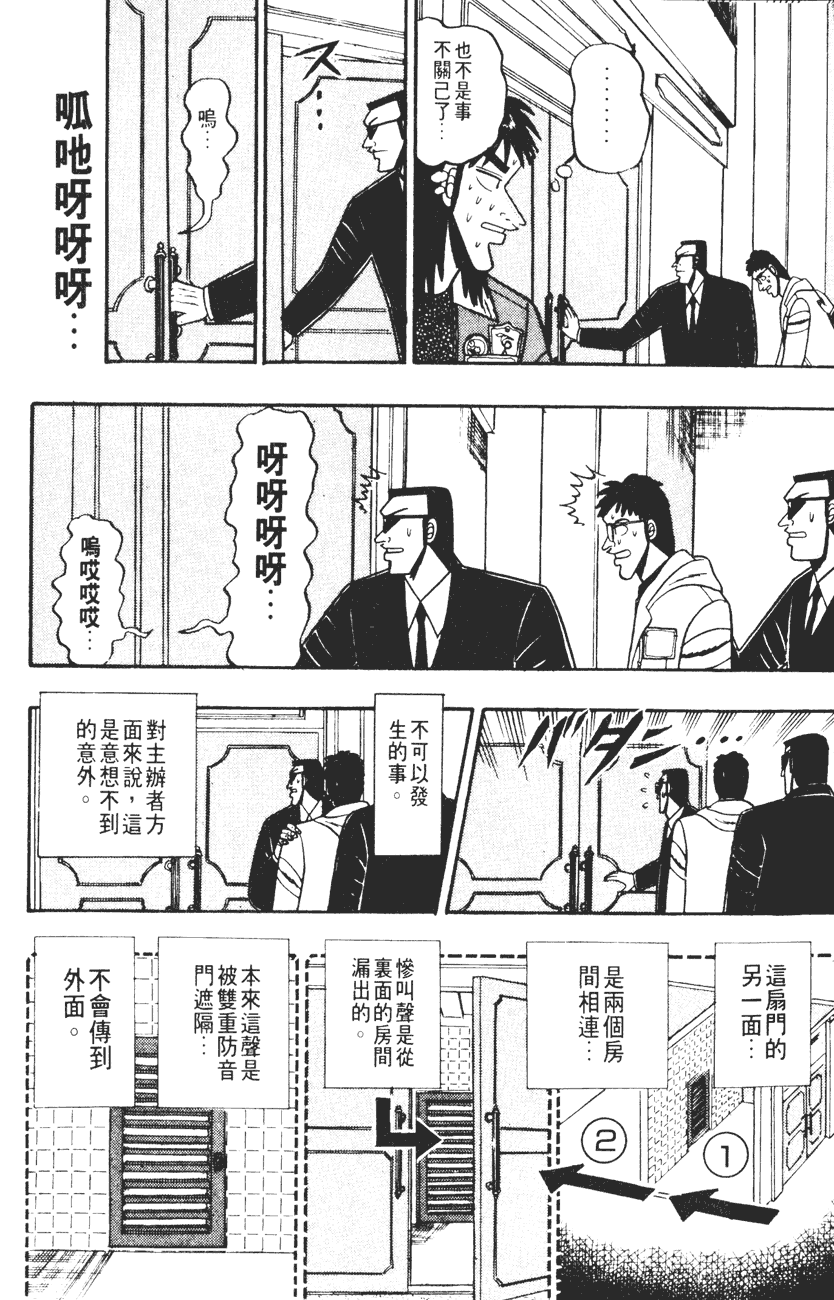 ………
也不是事
不關己了…
ス…
嗚…
呱吔呀呀呀…
呀呀呀呀…
嗚哎哎哎…
バタン…
不可以發
生的事。
對主辦者方
面來說，這
是意想不到
的意外。
這扇門的
另一面…
是兩個房
間相連…
①
②
慘叫聲是從
裏面的房間
漏出的。
本來這聲是
被雙重防音
門遮隔…
不會傳到
外面。